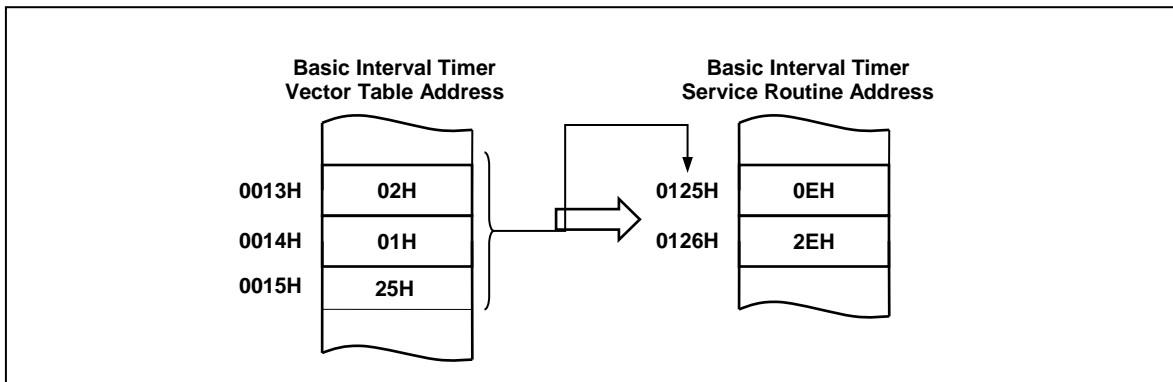 Basic Interval Timer
Vector Table Address
Basic Interval Timer
Service Routine Address
0013H 02H
0014H 01H
0015H 25H
0125H 0EH
0126H 2EH